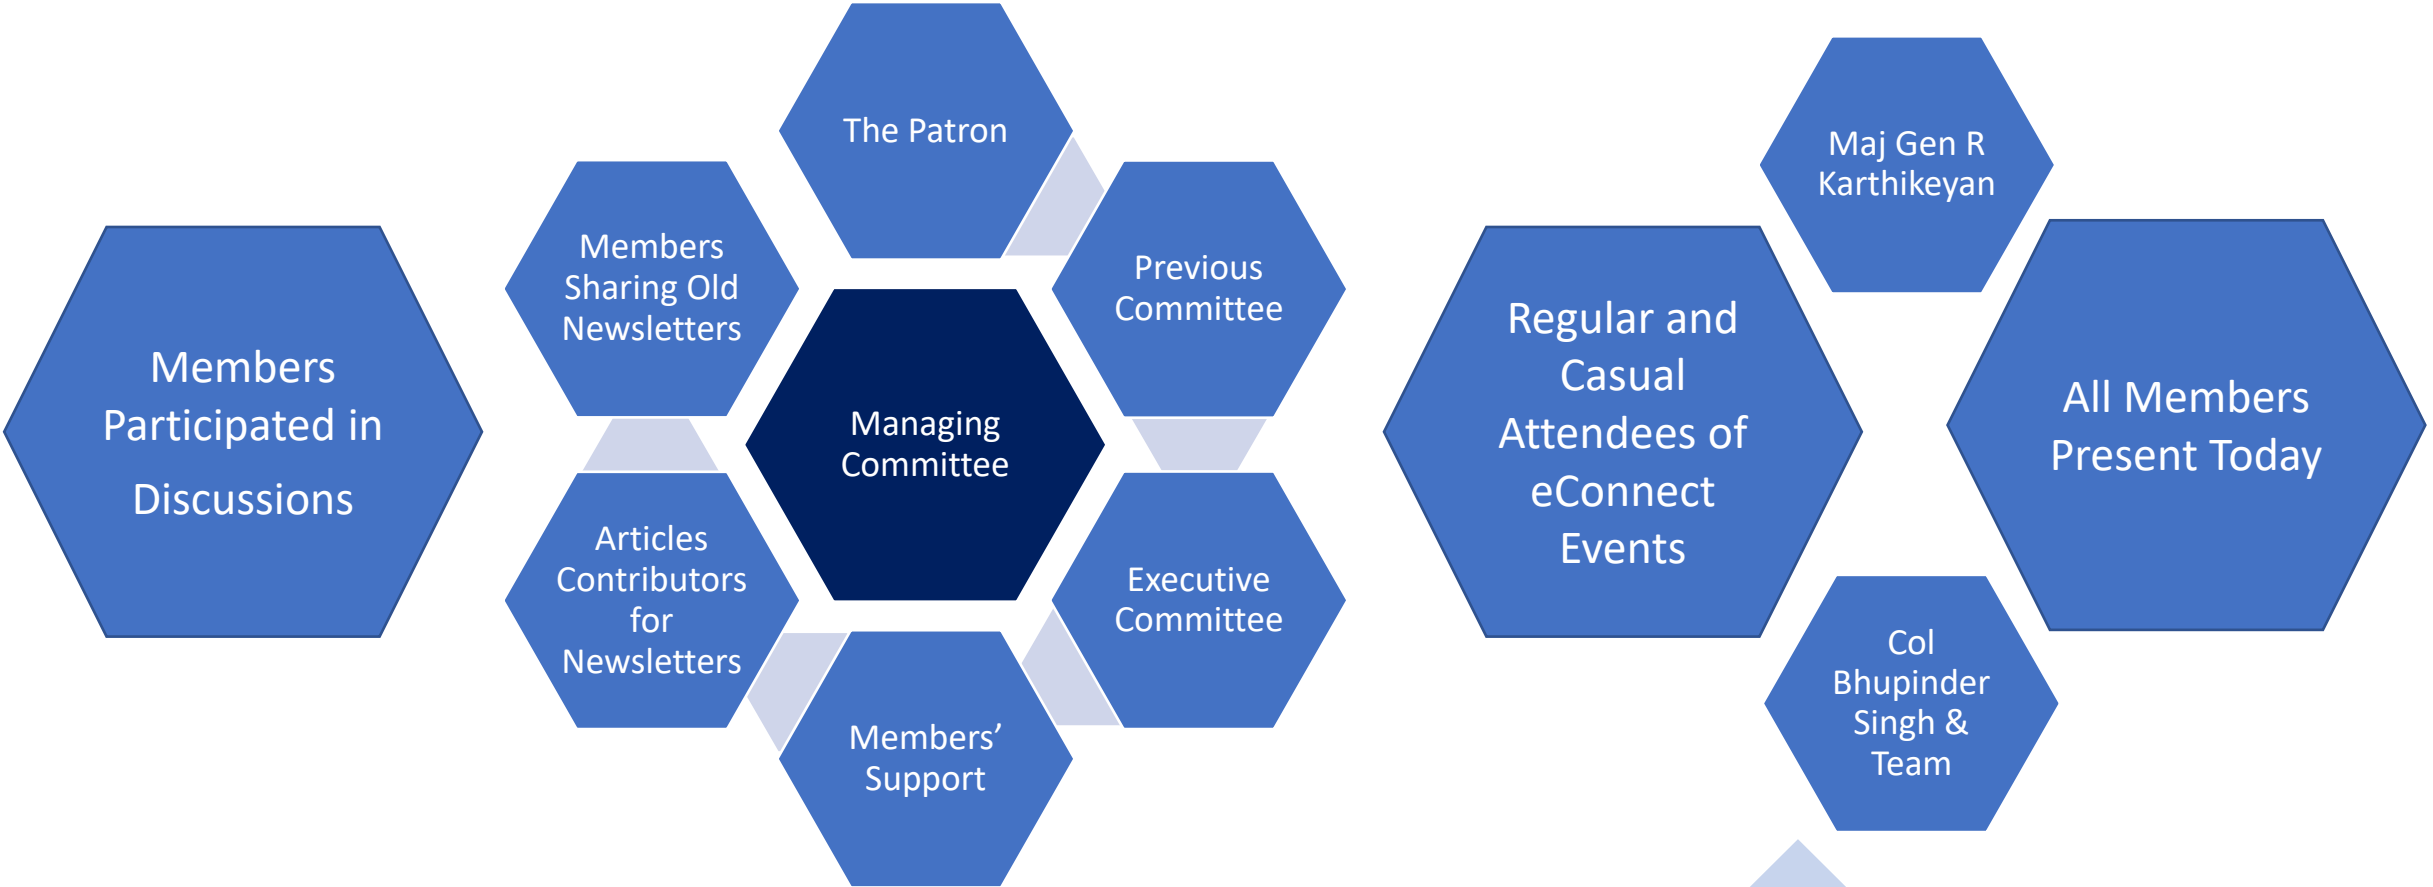 Members
Participated in
Discussions
The Patron
Members
Sharing Old
Newsletters
Previous
Committee
Managing
Committee
Articles
Contributors
for
Newsletters
Executive
Committee
Members’
Support
Maj Gen R
Karthikeyan
Regular and
Casual
Attendees of
eConnect
Events
All Members
Present Today
Col
Bhupinder
Singh &
Team